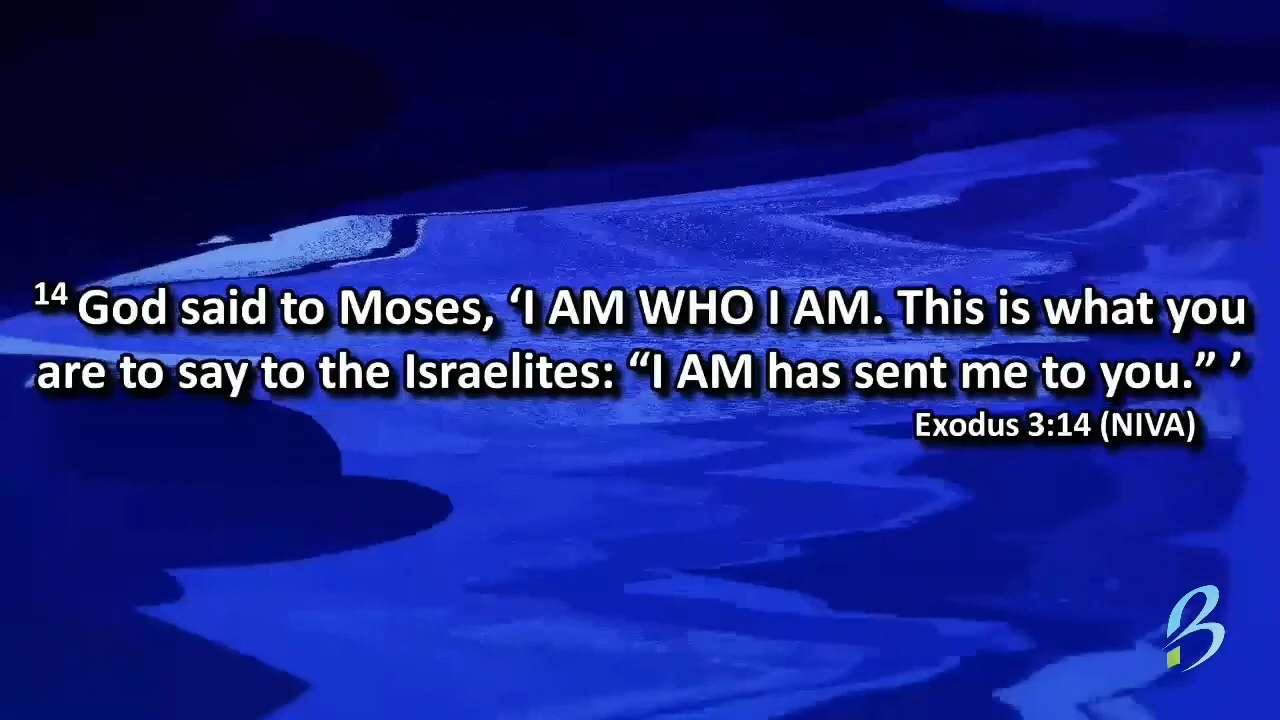 14 God said to Moses, ‘I AM WHO I AM. This is what you
are to say to the Israelites: “I AM has sent me to you.” ’
Exodus 3:14 (NIVA)